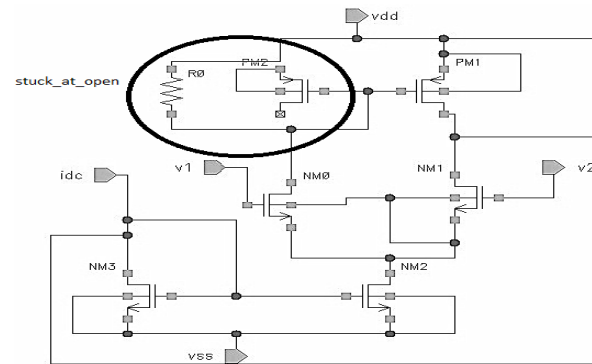 vdd
stuck_at_open
R0
PM2
PM1
v1
NM0
NM1
v2
idc
NM3
NM2
vss